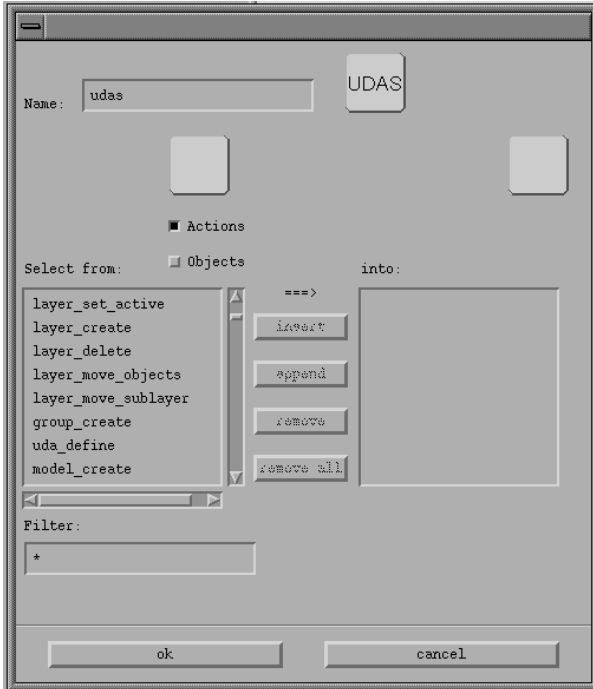 UDAS
Name:
udas
Actions
Objects
Select from:
into:
===>
layer_set_active
layer_create
layer_delete
layer_move_objects
layer_move_sublayer
group_create
uda_define
model_create
insert
append
remove
remove all
Filter:
*
ok
cancel